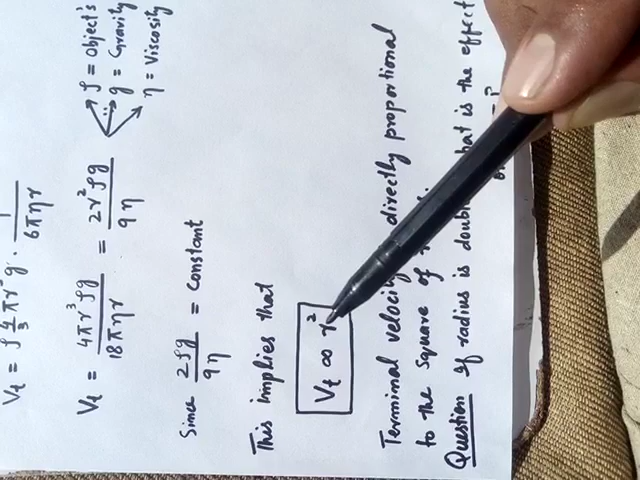 Vt = ρ 4/3 πr³g · 1/6πηr
Vt = 4πr³ρg/18πηr = 2r²ρg/9η
ρ = Object's
g = Gravity
η = Viscosity
Since 2ρg/9η = constant
This implies that
Vt ∝ r²
Terminal velocity directly proportional
to the square of
Question If radius is what is the effect